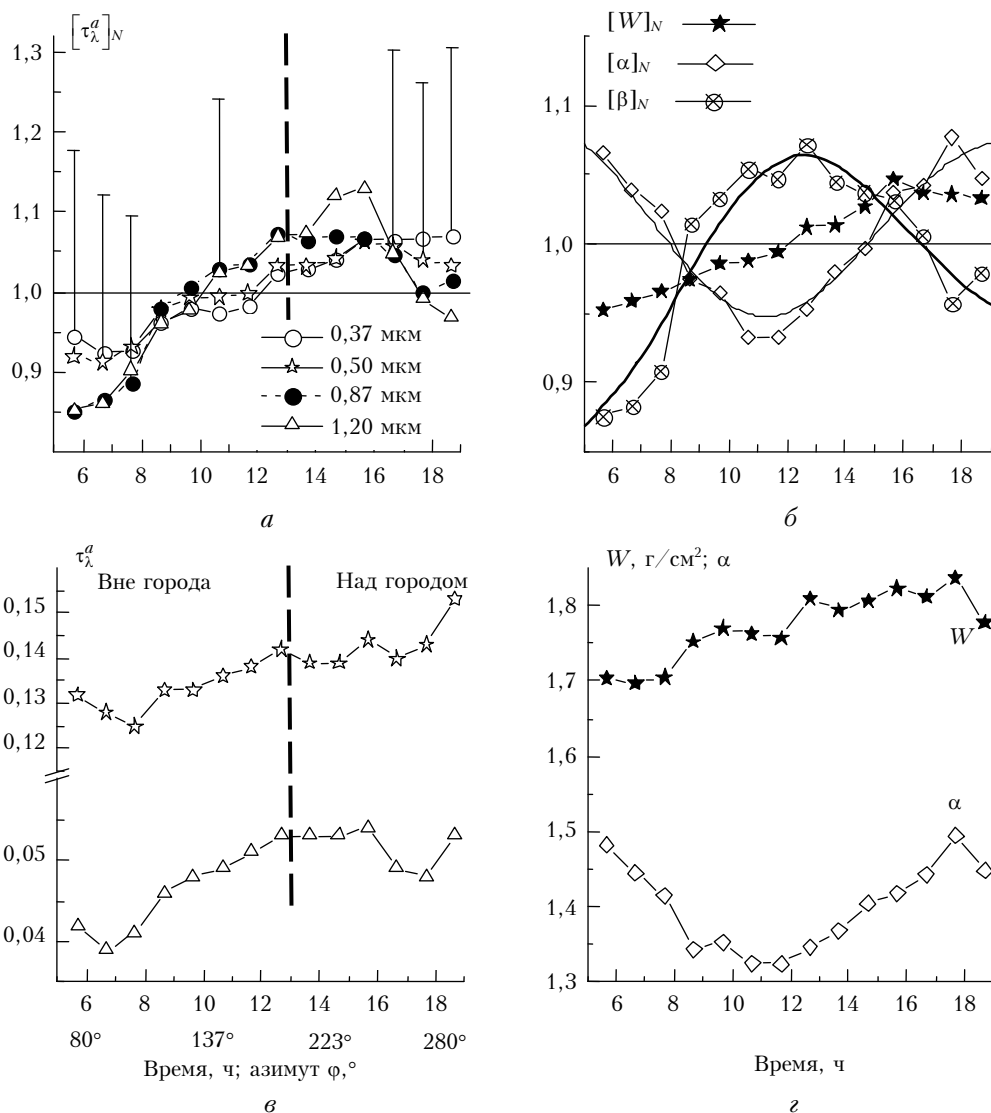 [τ^a_λ]_N
1,3
1,2
1,1
1,0
0,9
0,37 мкм
0,50 мкм
0,87 мкм
1,20 мкм
6 8 10 12 14 16 18
а
[W]_N
[α]_N
[β]_N
1,1
1,0
0,9
6 8 10 12 14 16 18
б
τ^a_λ
Вне города Над городом
0,15
0,14
0,13
0,12
0,05
0,04
6 8 10 12 14 16 18
80° 137° 223° 280°
Время, ч; азимут φ,°
в
W, г/см²; α
1,8
W
1,7
1,6
1,5
α
1,4
1,3
6 8 10 12 14 16 18
Время, ч
г